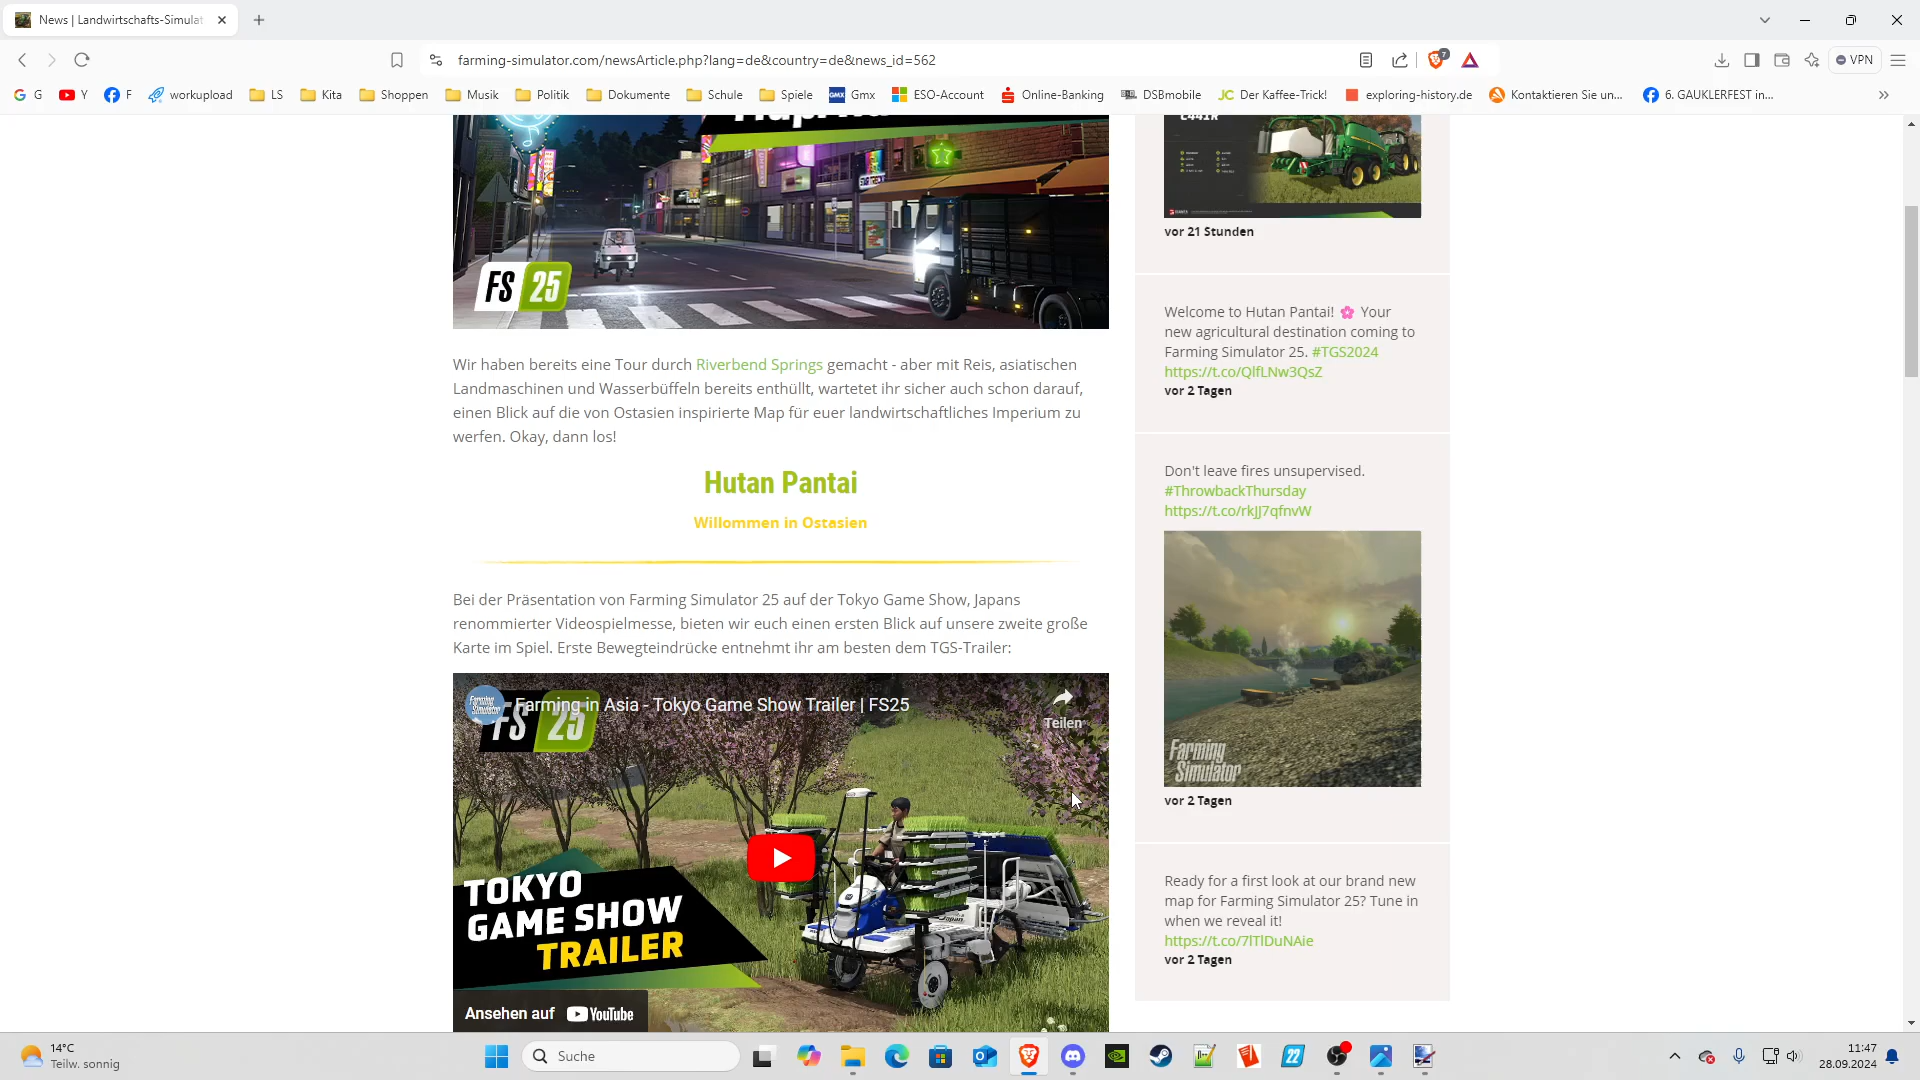 News | Landwirtschafts-Simulat
farming-simulator.com/newsArticle.php?lang=de&country=de&news_id=562
7
VPN
G
Y
F
workupload
LS
Kita
Shoppen
Musik
Politik
Dokumente
Schule
Spiele
GMX
Gmx
ESO-Account
Online-Banking
DSBmobile
JC
Der Kaffee-Trick!
exploring-history.de
Kontaktieren Sie un...
6. GAUKLERFEST in...
FS 25
Wir haben bereits eine Tour durch Riverbend Springs gemacht - aber mit Reis, asiatischen
Landmaschinen und Wasserbüffeln bereits enthüllt, wartetet ihr sicher auch schon darauf,
einen Blick auf die von Ostasien inspirierte Map für euer landwirtschaftliches Imperium zu
werfen. Okay, dann los!
Hutan Pantai
Willommen in Ostasien
Bei der Präsentation von Farming Simulator 25 auf der Tokyo Game Show, Japans
renommierter Videospielmesse, bieten wir euch einen ersten Blick auf unsere zweite große
Karte im Spiel. Erste Bewegteindrücke entnehmt ihr am besten dem TGS-Trailer:
Farming Simulator
Farming in Asia - Tokyo Game Show Trailer | FS25
FS 25
Teilen
TOKYO
GAME SHOW
TRAILER
Ansehen auf YouTube
vor 21 Stunden
Welcome to Hutan Pantai! 🌸 Your
new agricultural destination coming to
Farming Simulator 25. #TGS2024
https://t.co/QlfLNw3QsZ
vor 2 Tagen
Don't leave fires unsupervised.
#ThrowbackThursday
https://t.co/rkJJ7qfnvW
Farming
Simulator
vor 2 Tagen
Ready for a first look at our brand new
map for Farming Simulator 25? Tune in
when we reveal it!
https://t.co/7lTlDuNAie
vor 2 Tagen
14°C
Teilw. sonnig
Suche
22
11:47
28.09.2024